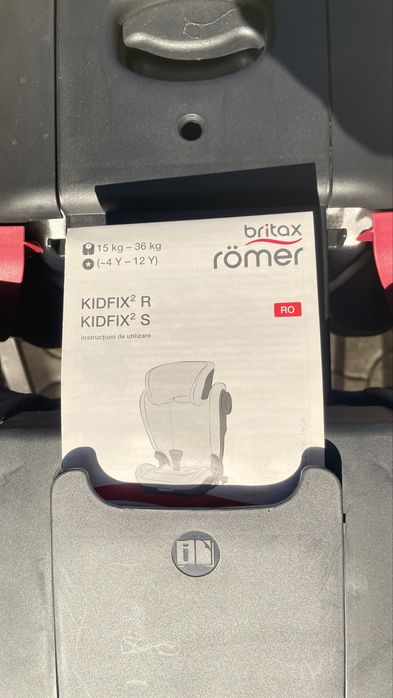 britax
römer
15 kg – 36 kg
(~4 Y – 12 Y)
KIDFIX² R
KIDFIX² S
RO
Instrucțiuni de utilizare